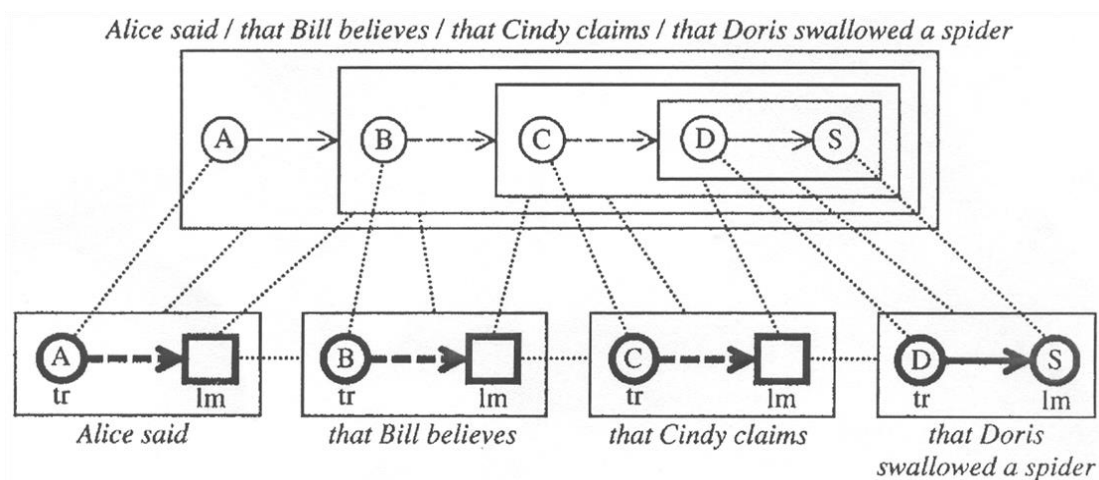 Alice said / that Bill believes / that Cindy claims / that Doris swallowed a spider
A B C D S
A B C D S
tr lm tr lm tr lm tr lm
Alice said that Bill believes that Cindy claims that Doris
swallowed a spider